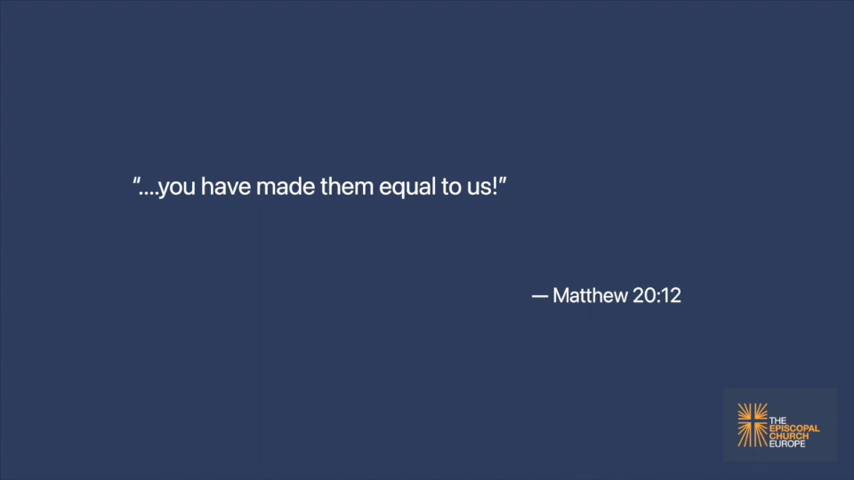 “....you have made them equal to us!”
— Matthew 20:12
THE
EPISCOPAL
CHURCH
EUROPE